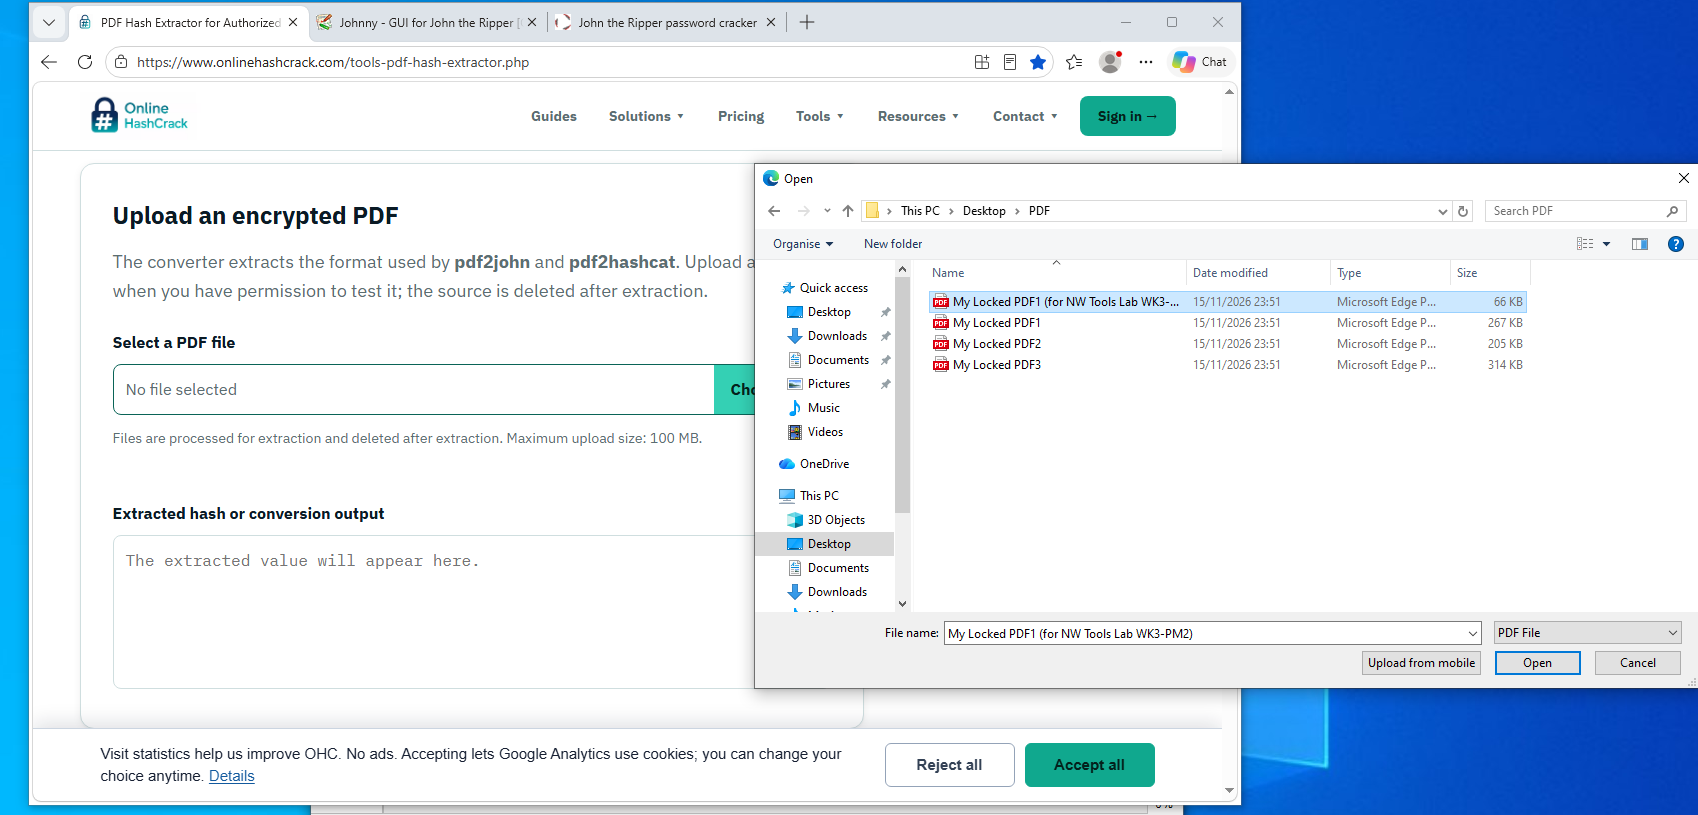 PDF Hash Extractor for Authorized
Johnny - GUI for John the Ripper [
John the Ripper password cracker
https://www.onlinehashcrack.com/tools-pdf-hash-extractor.php
Chat
Online
HashCrack
Guides
Solutions
Pricing
Tools
Resources
Contact
Sign in →
Upload an encrypted PDF
The converter extracts the format used by pdf2john and pdf2hashcat. Upload a
when you have permission to test it; the source is deleted after extraction.
Select a PDF file
No file selected
Cho
Files are processed for extraction and deleted after extraction. Maximum upload size: 100 MB.
Extracted hash or conversion output
The extracted value will appear here.
Visit statistics help us improve OHC. No ads. Accepting lets Google Analytics use cookies; you can change your
choice anytime. Details
Reject all
Accept all
Open
This PC › Desktop › PDF
Search PDF
Organise
New folder
Quick access
Desktop
Downloads
Documents
Pictures
Music
Videos
OneDrive
This PC
3D Objects
Desktop
Documents
Downloads
Name Date modified Type Size
My Locked PDF1 (for NW Tools Lab WK3-... 15/11/2026 23:51 Microsoft Edge P... 66 KB
My Locked PDF1 15/11/2026 23:51 Microsoft Edge P... 267 KB
My Locked PDF2 15/11/2026 23:51 Microsoft Edge P... 205 KB
My Locked PDF3 15/11/2026 23:51 Microsoft Edge P... 314 KB
File name: My Locked PDF1 (for NW Tools Lab WK3-PM2)
PDF File
Upload from mobile
Open
Cancel